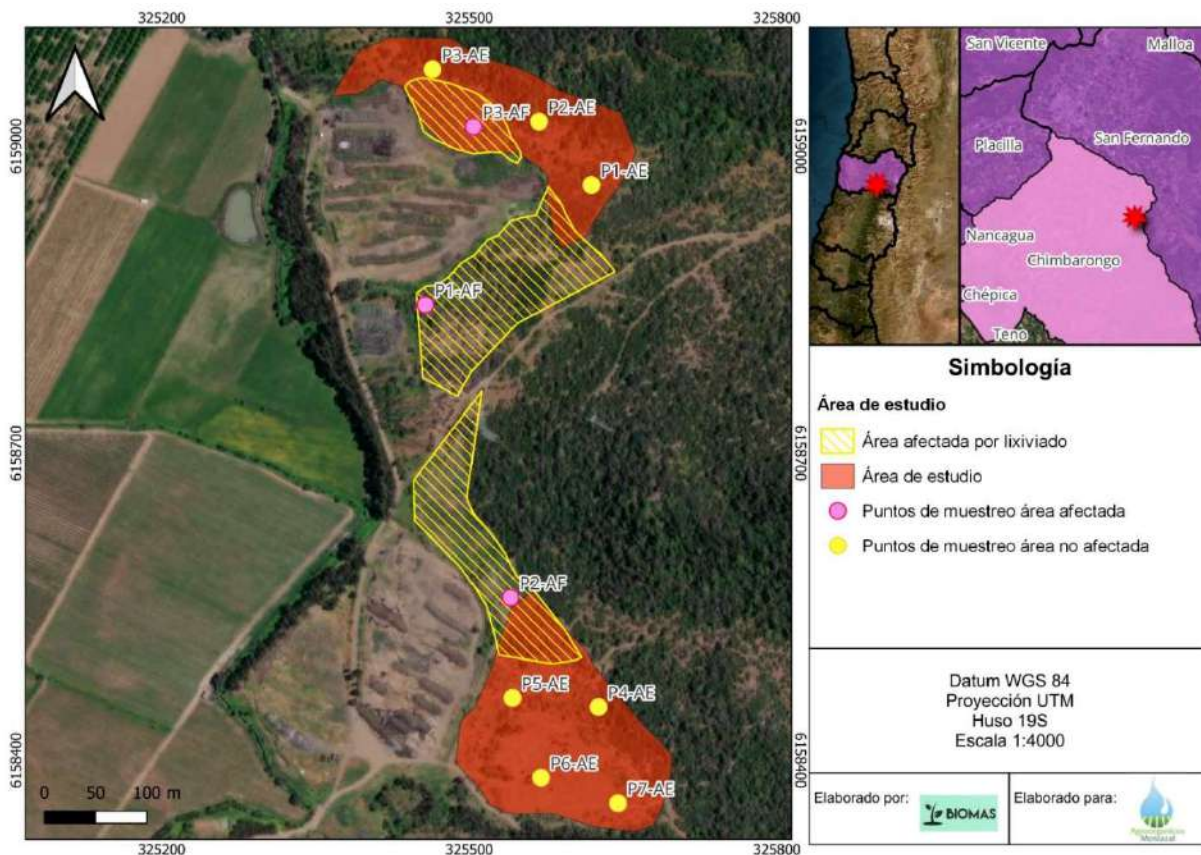 325200
325500
325800
6159000
6158700
6158400
P3-AE
P2-AE
P3-AF
P1-AE
P1-AF
P2-AF
P5-AE
P4-AE
P6-AE
P7-AE
0 50 100 m
6159000
6158700
6158400
325200
325500
325800
San Vicente
Malloa
Placilla
San Fernando
Nancagua
Chimbarongo
Chépica
Teno
Simbología
Área de estudio
Área afectada por lixiviado
Área de estudio
Puntos de muestreo área afectada
Puntos de muestreo área no afectada
Datum WGS 84
Proyección UTM
Huso 19S
Escala 1:4000
Elaborado por:
BIOMAS
Elaborado para: